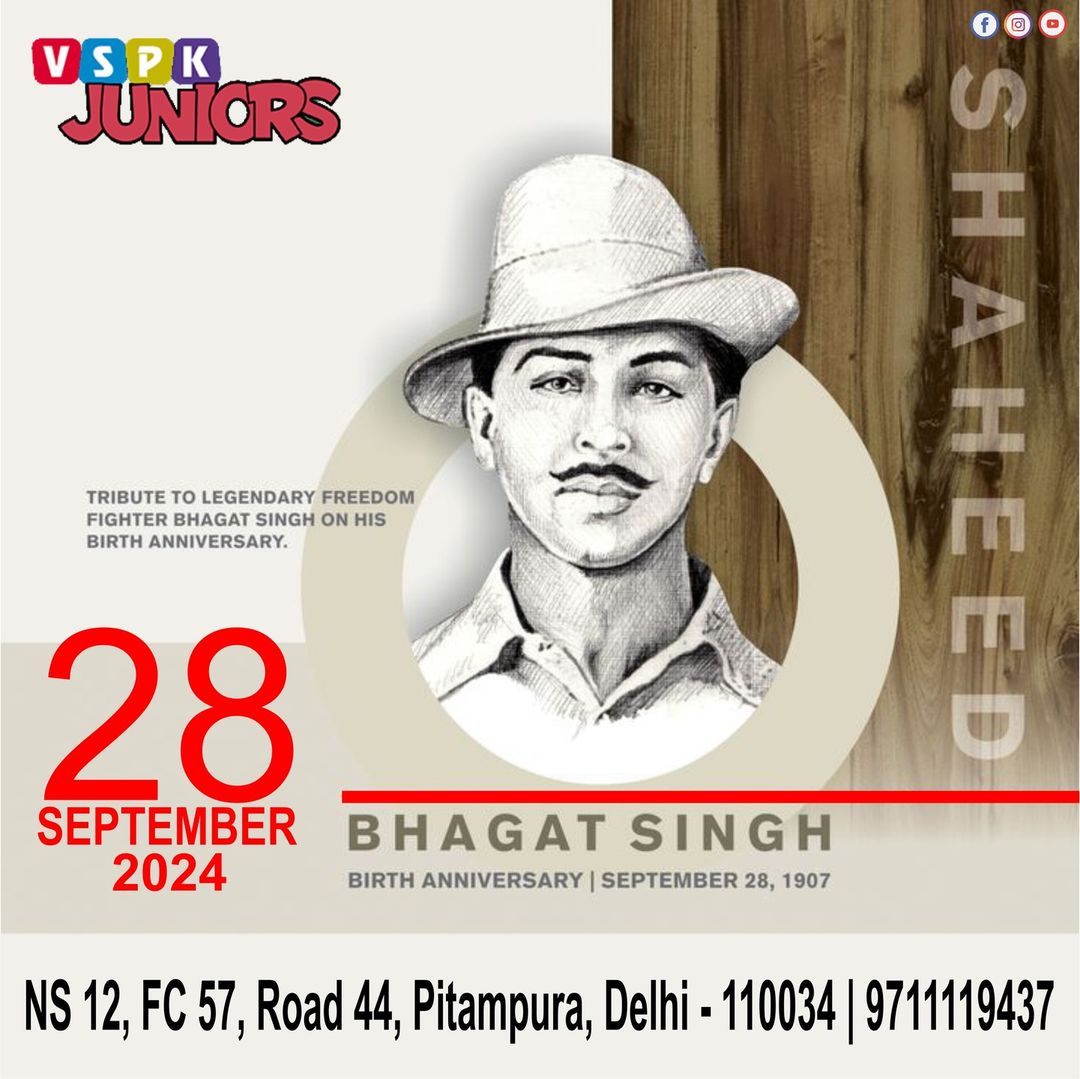 VSPK
JUNIORS
SHAHEED
TRIBUTE TO LEGENDARY FREEDOM
FIGHTER BHAGAT SINGH ON HIS
BIRTH ANNIVERSARY.
28
SEPTEMBER
2024
BHAGAT SINGH
BIRTH ANNIVERSARY | SEPTEMBER 28, 1907
NS 12, FC 57, Road 44, Pitampura, Delhi - 110034 | 9711119437